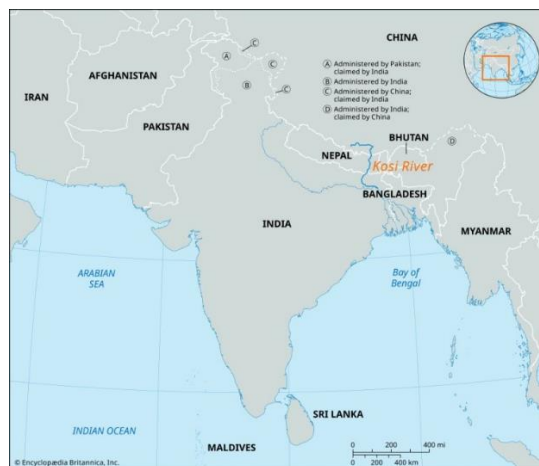 CHINA
Ⓐ Administered by Pakistan;
claimed by India
Ⓑ Administered by India
Ⓒ Administered by China;
claimed by India
Ⓓ Administered by India;
claimed by China
Ⓒ
Ⓐ
Ⓒ
Ⓑ
Ⓒ
AFGHANISTAN
IRAN
PAKISTAN
BHUTAN
Ⓓ
NEPAL
Kosi River
BANGLADESH
INDIA
MYANMAR
ARABIAN
SEA
Bay of
Bengal
SRI LANKA
INDIAN OCEAN
MALDIVES
0 200 400 mi
0 200 400 km
© Encyclopædia Britannica, Inc.